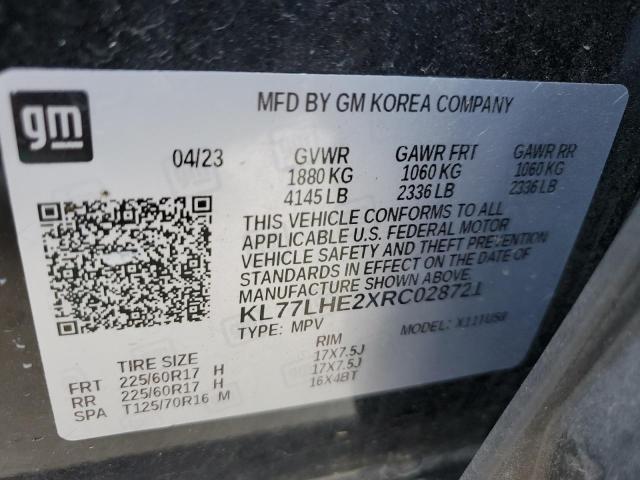 gm
MFD BY GM KOREA COMPANY
04/23 GVWR GAWR FRT GAWR RR
1880 KG 1060 KG 1060 KG
4145 LB 2336 LB 2336 LB
THIS VEHICLE CONFORMS TO ALL
APPLICABLE U.S. FEDERAL MOTOR
VEHICLE SAFETY AND THEFT PREVENTION
STANDARDS IN EFFECT ON THE DATE OF
MANUFACTURE SHOWN ABOVE.
KL77LHE2XRC028721
TYPE: MPV MODEL:
TIRE SIZE RIM
FRT 225/60R17 H 17X7.5J
RR 225/60R17 H 17X7.5J
SPA T125/70R16 M 16X4BT